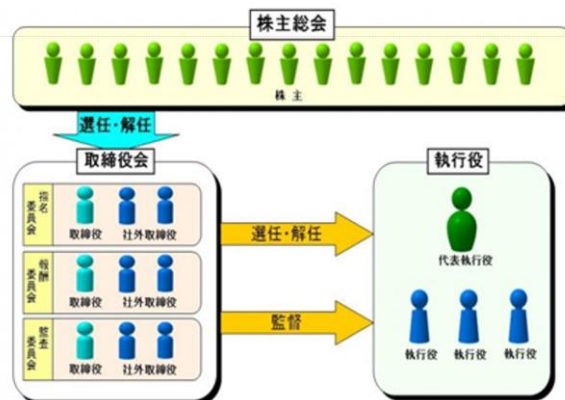 株主総会
株 主
選任・解任
取締役会
指名
委員会
取締役 社外取締役
報酬
委員会
取締役 社外取締役
監査
委員会
取締役 社外取締役
選任・解任
監督
執行役
代表執行役
執行役 執行役 執行役